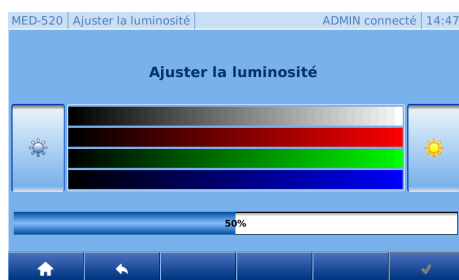 MED-520 Ajuster la luminosité ADMIN connecté 14:47
Ajuster la luminosité
50%